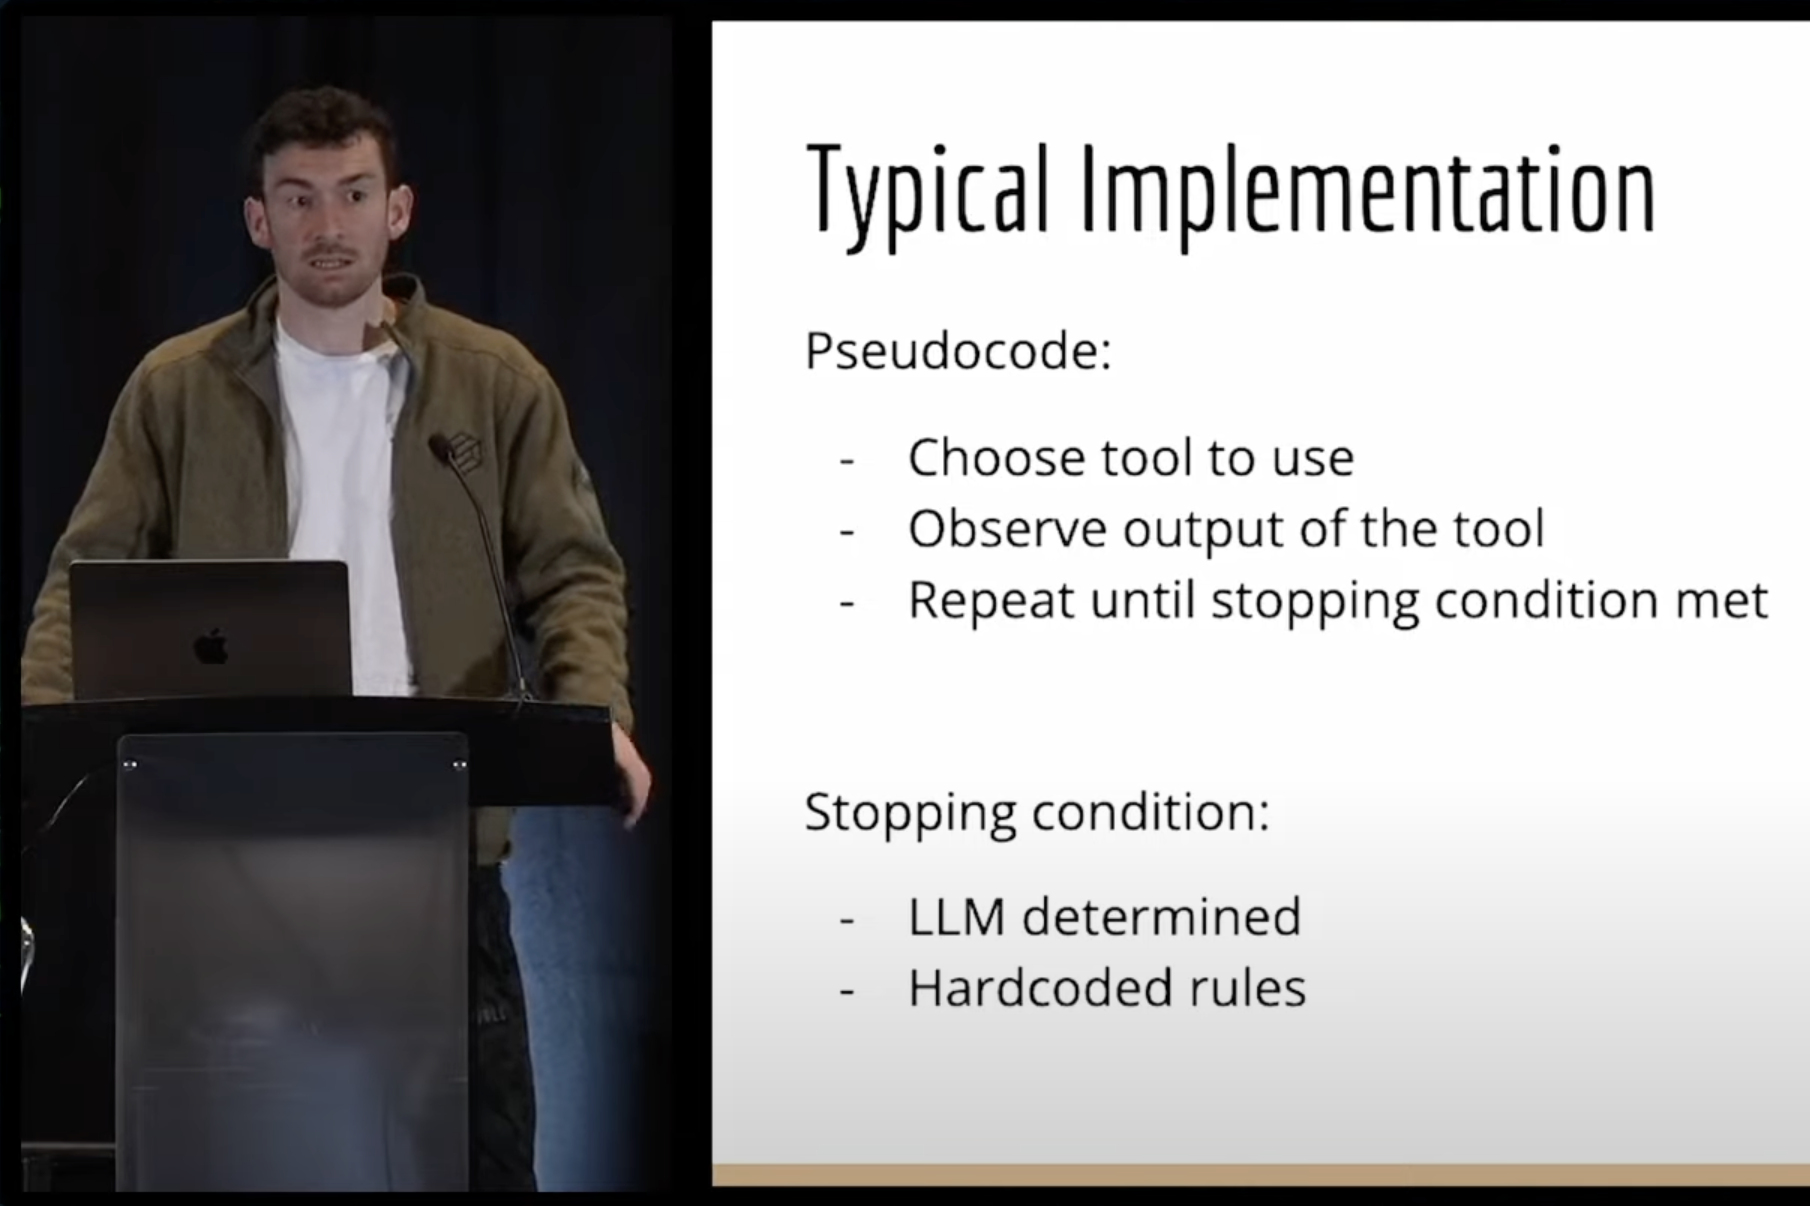 Typical Implementation
Pseudocode:
- Choose tool to use
- Observe output of the tool
- Repeat until stopping condition met
Stopping condition:
- LLM determined
- Hardcoded rules